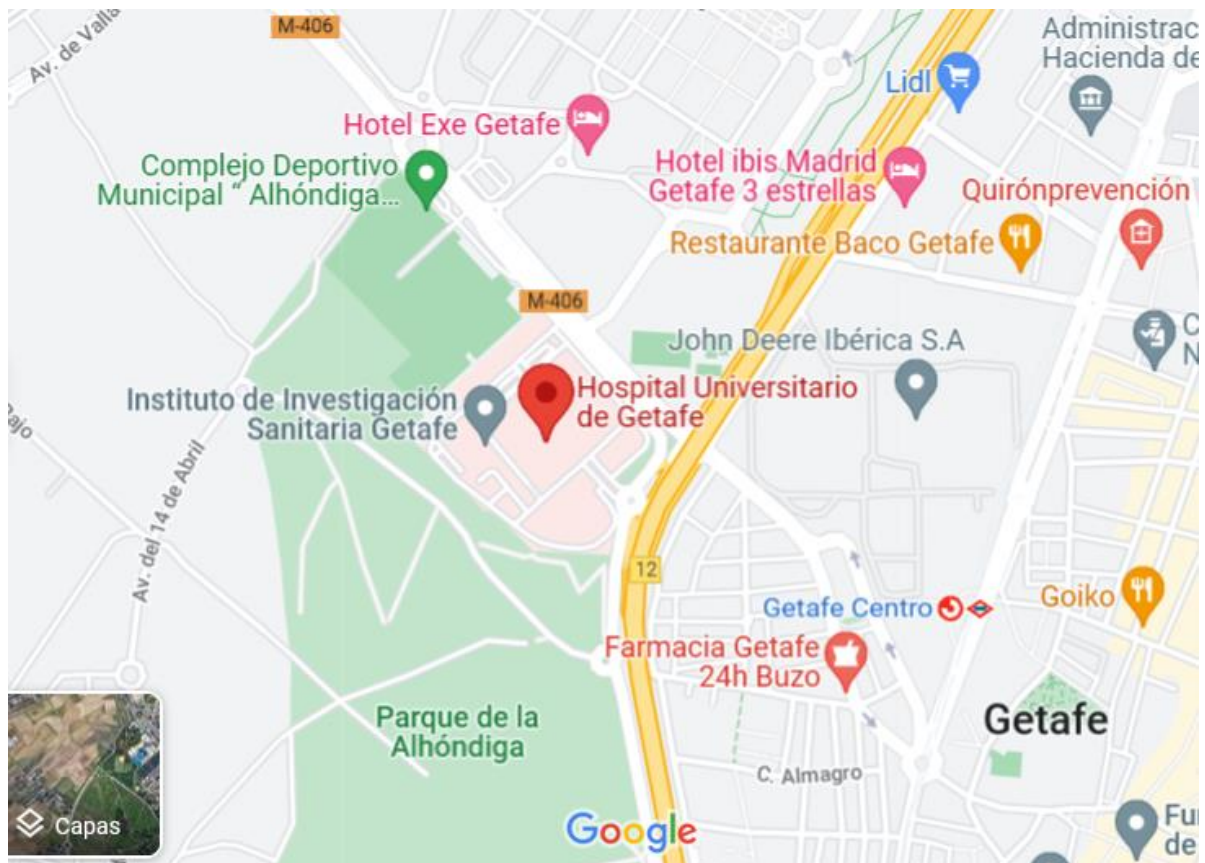 M-406
Av. de Valla
Administrac
Hacienda de
Lidl
Hotel Exe Getafe
Complejo Deportivo
Municipal “ Alhóndiga...
Hotel ibis Madrid
Getafe 3 estrellas
Quirónprevención
Restaurante Baco Getafe
M-406
John Deere Ibérica S.A
C
N
Instituto de Investigación
Sanitaria Getafe
Hospital Universitario
de Getafe
Bajo
Av. del 14 de Abril
12
Getafe Centro
Goiko
Farmacia Getafe
24h Buzo
Parque de la
Alhóndiga
Getafe
C. Almagro
Capas
Google
Fu
de